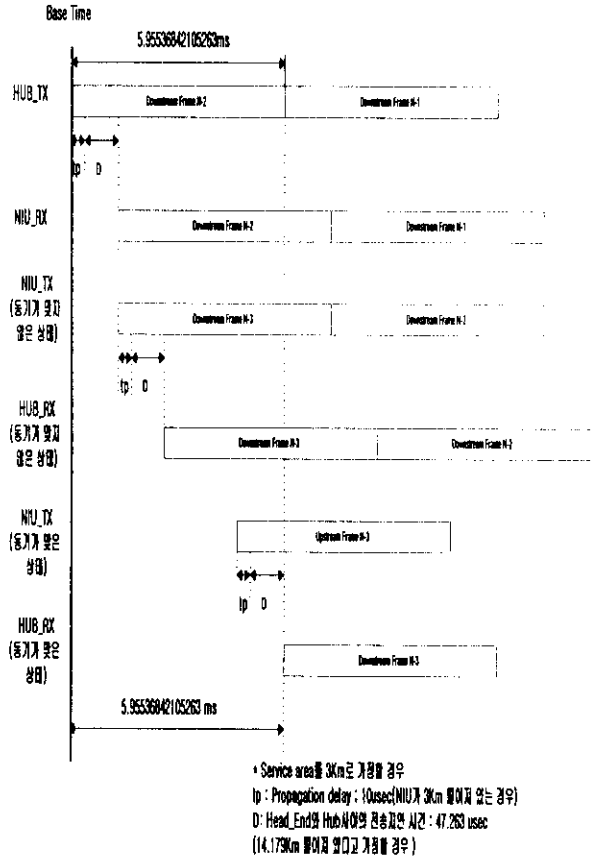 Base Time
5.95536842105263ms
HUB_TX
Downstream Frame N-2
Downstream Frame N-1
tp D
NIU_RX
Downstream Frame N-2
Downstream Frame N-1
NIU_TX
(동기가 맞지
않은 상태)
Downstream Frame N-3
Downstream Frame N-2
tp D
HUB_RX
(동기가 맞지
않은 상태)
Downstream Frame N-3
Downstream Frame N-2
NIU_TX
(동기가 맞은
상태)
Upstream Frame N-3
tp D
HUB_RX
(동기가 맞은
상태)
Downstream Frame N-3
5.95536842105263 ms
* Service area를 3Km로 가정할 경우
tp : Propagation delay : 10usec(NIU가 3Km 떨어져 있는 경우)
D: Head_End와 Hub사이의 전송지연 시간 : 47.263 usec
(14.179Km 떨어져 있다고 가정할 경우 )